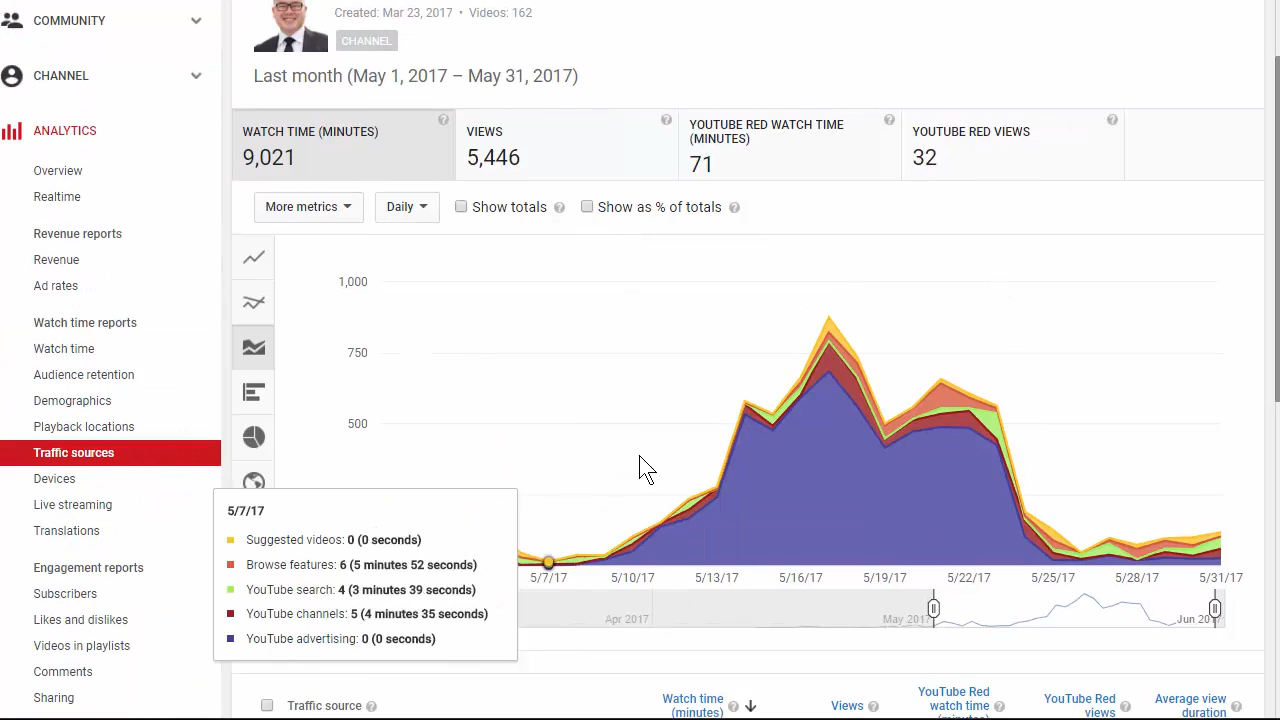 COMMUNITY
CHANNEL
ANALYTICS
Overview
Realtime
Revenue reports
Revenue
Ad rates
Watch time reports
Watch time
Audience retention
Demographics
Playback locations
Traffic sources
Devices
Live streaming
Translations
Engagement reports
Subscribers
Likes and dislikes
Videos in playlists
Comments
Sharing
Created: Mar 23, 2017 • Videos: 162
CHANNEL
Last month (May 1, 2017 – May 31, 2017)
WATCH TIME (MINUTES) ?
9,021
VIEWS ?
5,446
YOUTUBE RED WATCH TIME ?
(MINUTES)
71
YOUTUBE RED VIEWS ?
32
More metrics
Daily
Show totals ?
Show as % of totals ?
1,000
750
500
5/7/17
Suggested videos: 0 (0 seconds)
Browse features: 6 (5 minutes 52 seconds)
YouTube search: 4 (3 minutes 39 seconds)
YouTube channels: 5 (4 minutes 35 seconds)
YouTube advertising: 0 (0 seconds)
5/7/17 5/10/17 5/13/17 5/16/17 5/19/17 5/22/17 5/25/17 5/28/17 5/31/17
Apr 2017 May 2017 Jun 20
Traffic source ?
Watch time
(minutes) ?
Views ?
YouTube Red
watch time ?
(minutes)
YouTube Red
views ?
Average view
duration ?